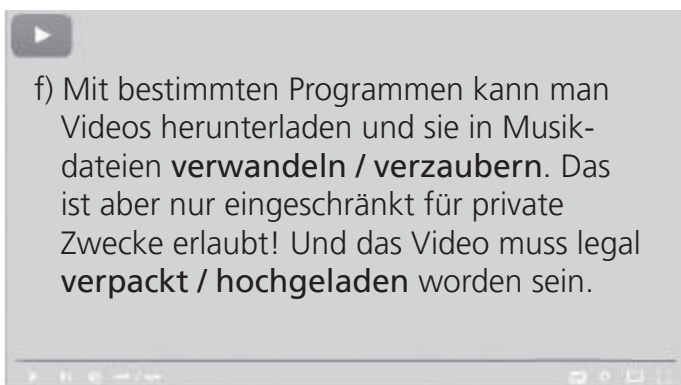 f) Mit bestimmten Programmen kann man
Videos herunterladen und sie in Musik-
dateien verwandeln / verzaubern. Das
ist aber nur eingeschränkt für private
Zwecke erlaubt! Und das Video muss legal
verpackt / hochgeladen worden sein.